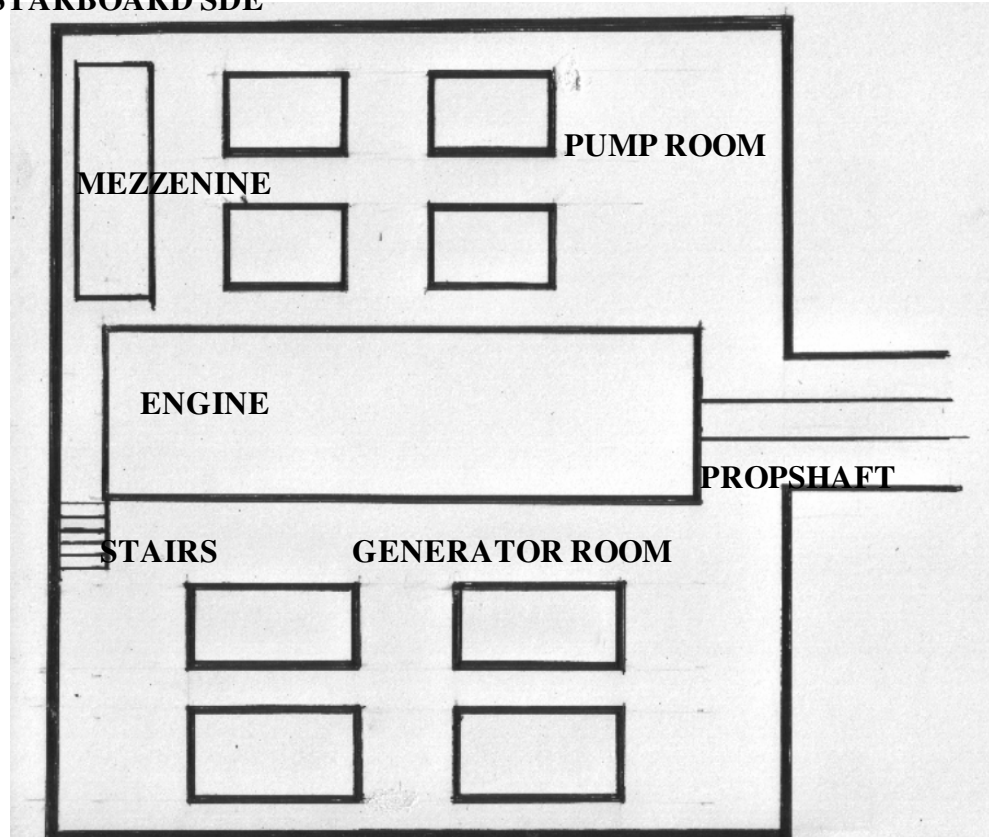 STARBOARD SDE
PUMP ROOM
MEZZENINE
ENGINE
PROPSHAFT
STAIRS
GENERATOR ROOM